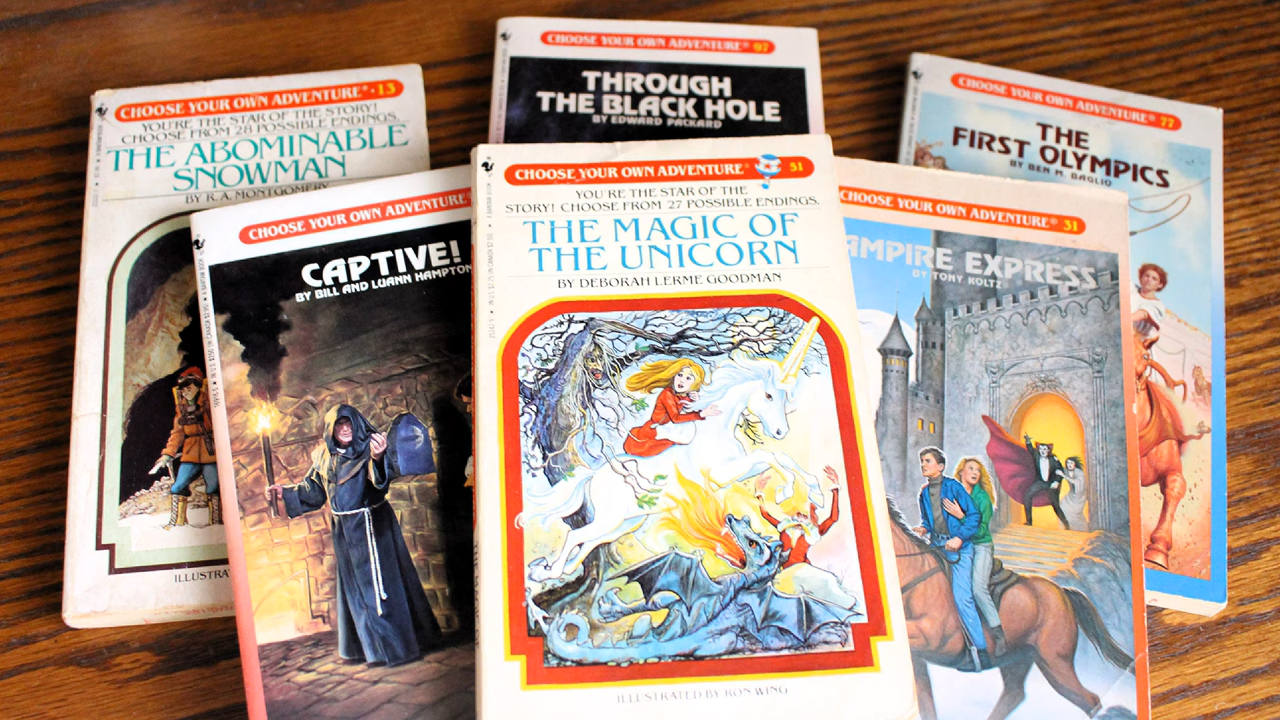 CHOOSE YOUR OWN ADVENTURE® • 13
YOU'RE THE STAR OF THE STORY!
CHOOSE FROM 28 POSSIBLE ENDINGS.
THE ABOMINABLE
SNOWMAN
BY R. A. MONTGOMERY
ILLUSTRA
CHOOSE YOUR OWN ADVENTURE® 97
THROUGH
THE BLACK HOLE
BY EDWARD PACKARD
CHOOSE YOUR OWN ADVENTURE® 77
THE
FIRST OLYMPICS
BY BEN M. BAGLIO
CHOOSE YOUR OWN ADVENTURE®
CAPTIVE!
BY BILL AND LUANN HAMPTON
CHOOSE YOUR OWN ADVENTURE® 51
YOU'RE THE STAR OF THE
STORY! CHOOSE FROM 27 POSSIBLE ENDINGS.
THE MAGIC OF
THE UNICORN
BY DEBORAH LERME GOODMAN
ILLUSTRATED BY RON WING
CHOOSE YOUR OWN ADVENTURE® 31
AMPIRE EXPRESS
BY TONY KOLTZ